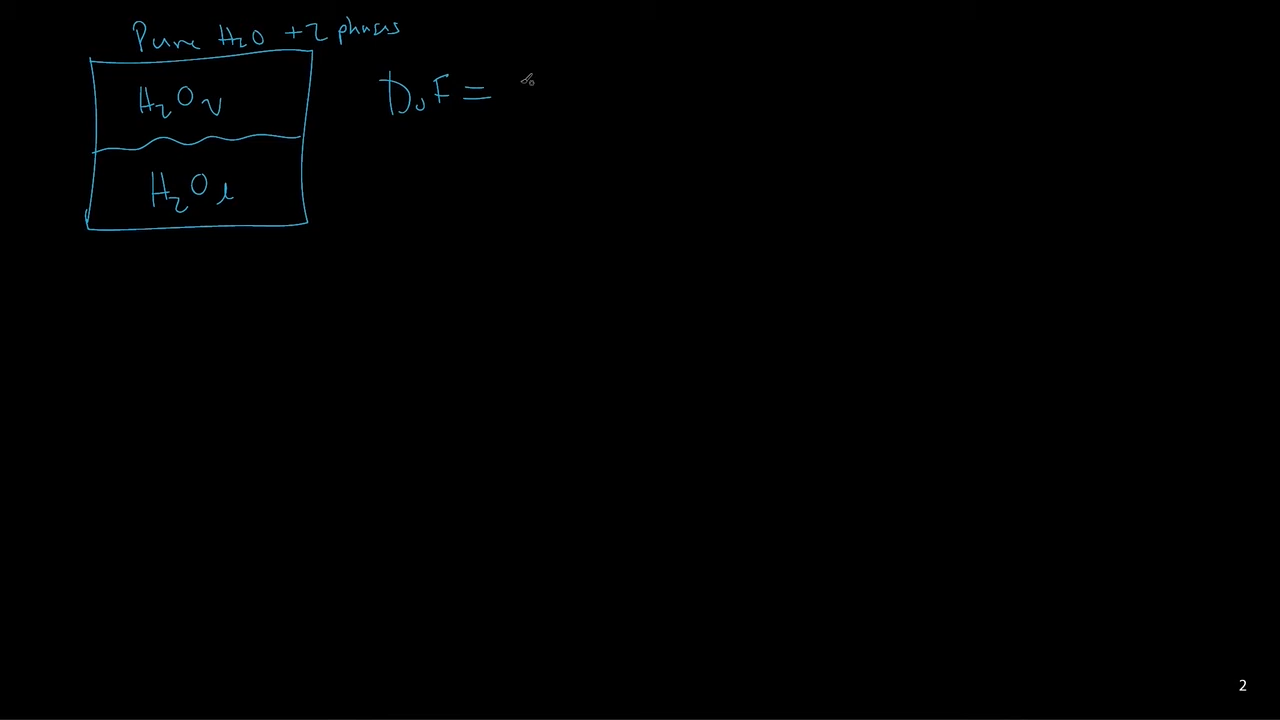 Pure H₂O + 2 phases
H₂O v
DoF =
H₂O l
2